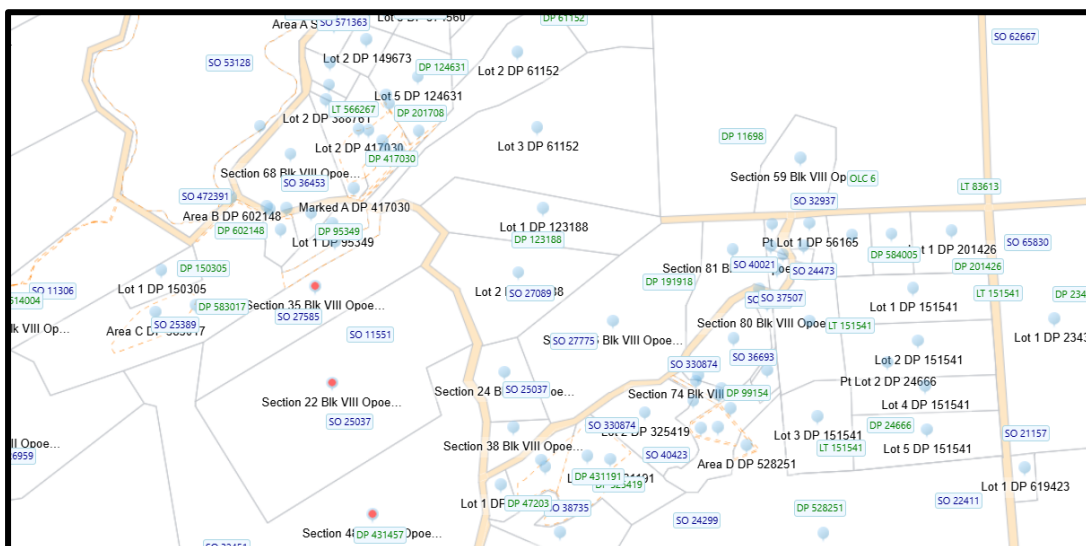 Area A S
SO 571363
DP 61152
SO 62667
Lot 2 DP 149673
SO 53128
DP 124631
Lot 2 DP 61152
Lot 5 DP 124631
LT 566267
DP 201708
Lot 2 DP 388761
Lot 3 DP 61152
DP 11698
Lot 2 DP 417030
DP 417030
Section 68 Blk VIII Opoe...
Section 59 Blk VIII Op
OLC 6
SO 36453
LT 83613
SO 472391
SO 32937
Area B DP 602148
Marked A DP 417030
DP 602148
DP 95349
Lot 1 DP 123188
Lot 1 DP 95349
DP 123188
Pt Lot 1 DP 56165
Lot 1 DP 201426
SO 65830
DP 584005
DP 150305
Section 81 B
SO 40021
SO 24473
DP 201426
Lot 1 DP 150305
SO 11306
DP 191918
514004
DP 583017
Section 35 Blk VIII Opoe...
Lot 2
SO 27089
SO 37507
Lot 1 DP 151541
LT 151541
DP 234
lk VIII Op...
Area C DP
SO 25389
SO 27585
SO 11551
Section 80 Blk VIII Opoe
LT 151541
Lot 1 DP 2343
SO 27775
Blk VIII Opoe...
Lot 2 DP 151541
SO 330874
SO 36693
Section 22 Blk VIII Opoe...
Section 24 B
SO 25037
Opoe...
Section 74 Blk VIII
DP 99154
Pt Lot 2 DP 24666
Lot 4 DP 151541
SO 25037
SO 330874
Lot 2 DP 325419
Lot 3 DP 151541
DP 24666
SO 21157
II Opoe...
Section 38 Blk VIII Opoe...
LT 151541
Lot 5 DP 151541
26959
SO 40423
Area D DP 528251
DP 431191
Lot 1 DP 619423
DP 47203
SO 38735
DP 528251
SO 22411
SO 24299
Section 48
Opoe...
DP 431457